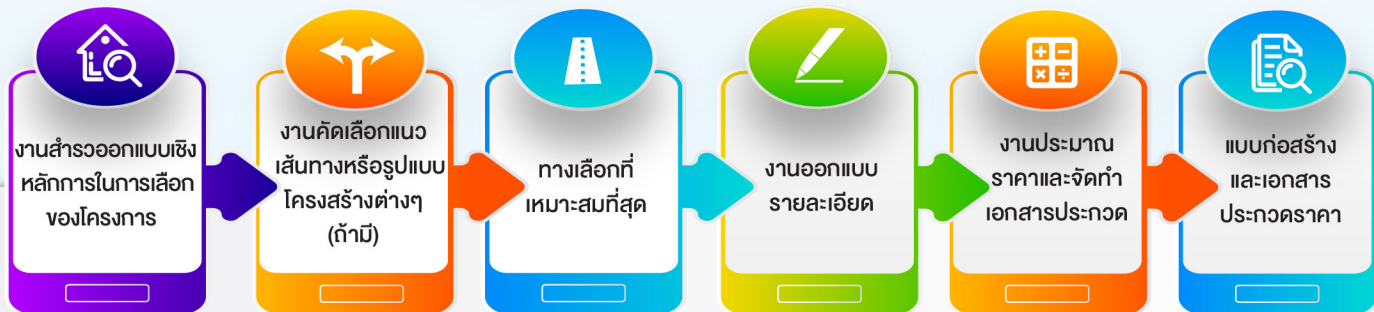 งานสำรวจออกแบบเชิง
หลักการในการเลือก
ของโครงการ
งานคัดเลือกแนว
เส้นทางหรือรูปแบบ
โครงสร้างต่างๆ
(ถ้ามี)
ทางเลือกที่
เหมาะสมที่สุด
งานออกแบบ
รายละเอียด
งานประมาณ
ราคาและจัดทำ
เอกสารประกวด
แบบก่อสร้าง
และเอกสาร
ประกวดราคา